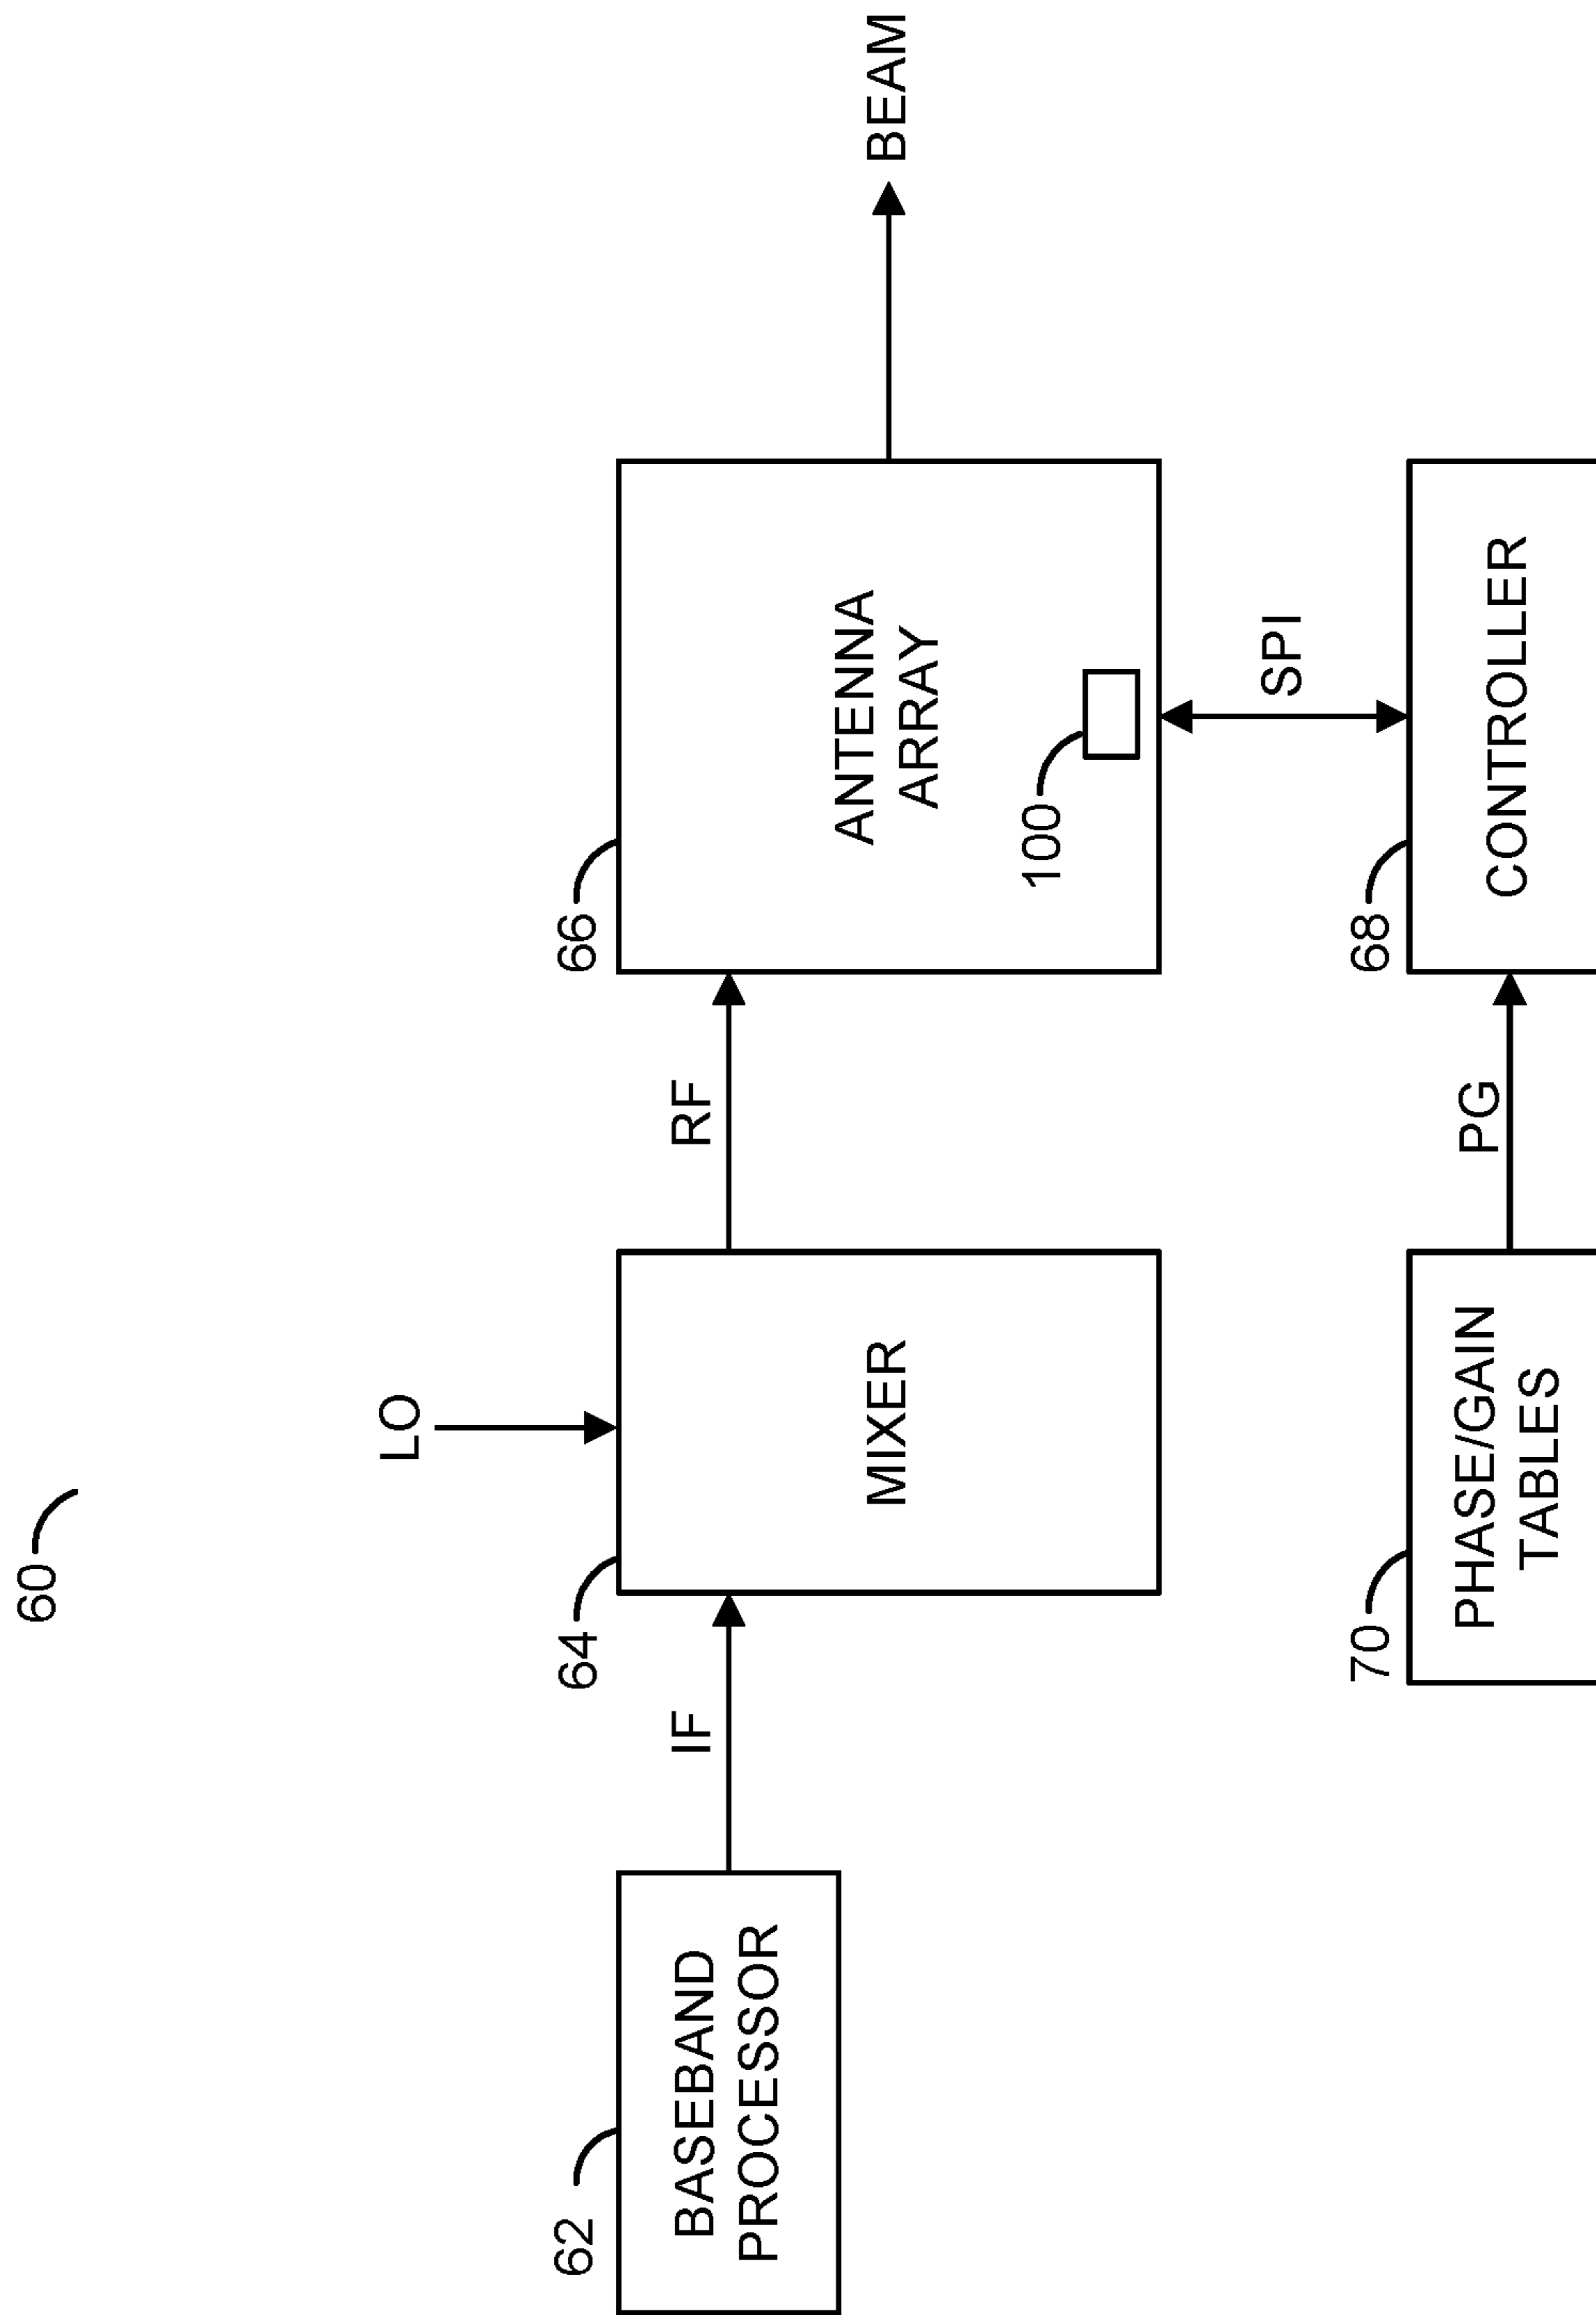 60
LO
62
BASEBAND
PROCESSOR
IF
64
MIXER
RF
66
ANTENNA
ARRAY
100
BEAM
SPI
70
PHASE/GAIN
TABLES
PG
68
CONTROLLER